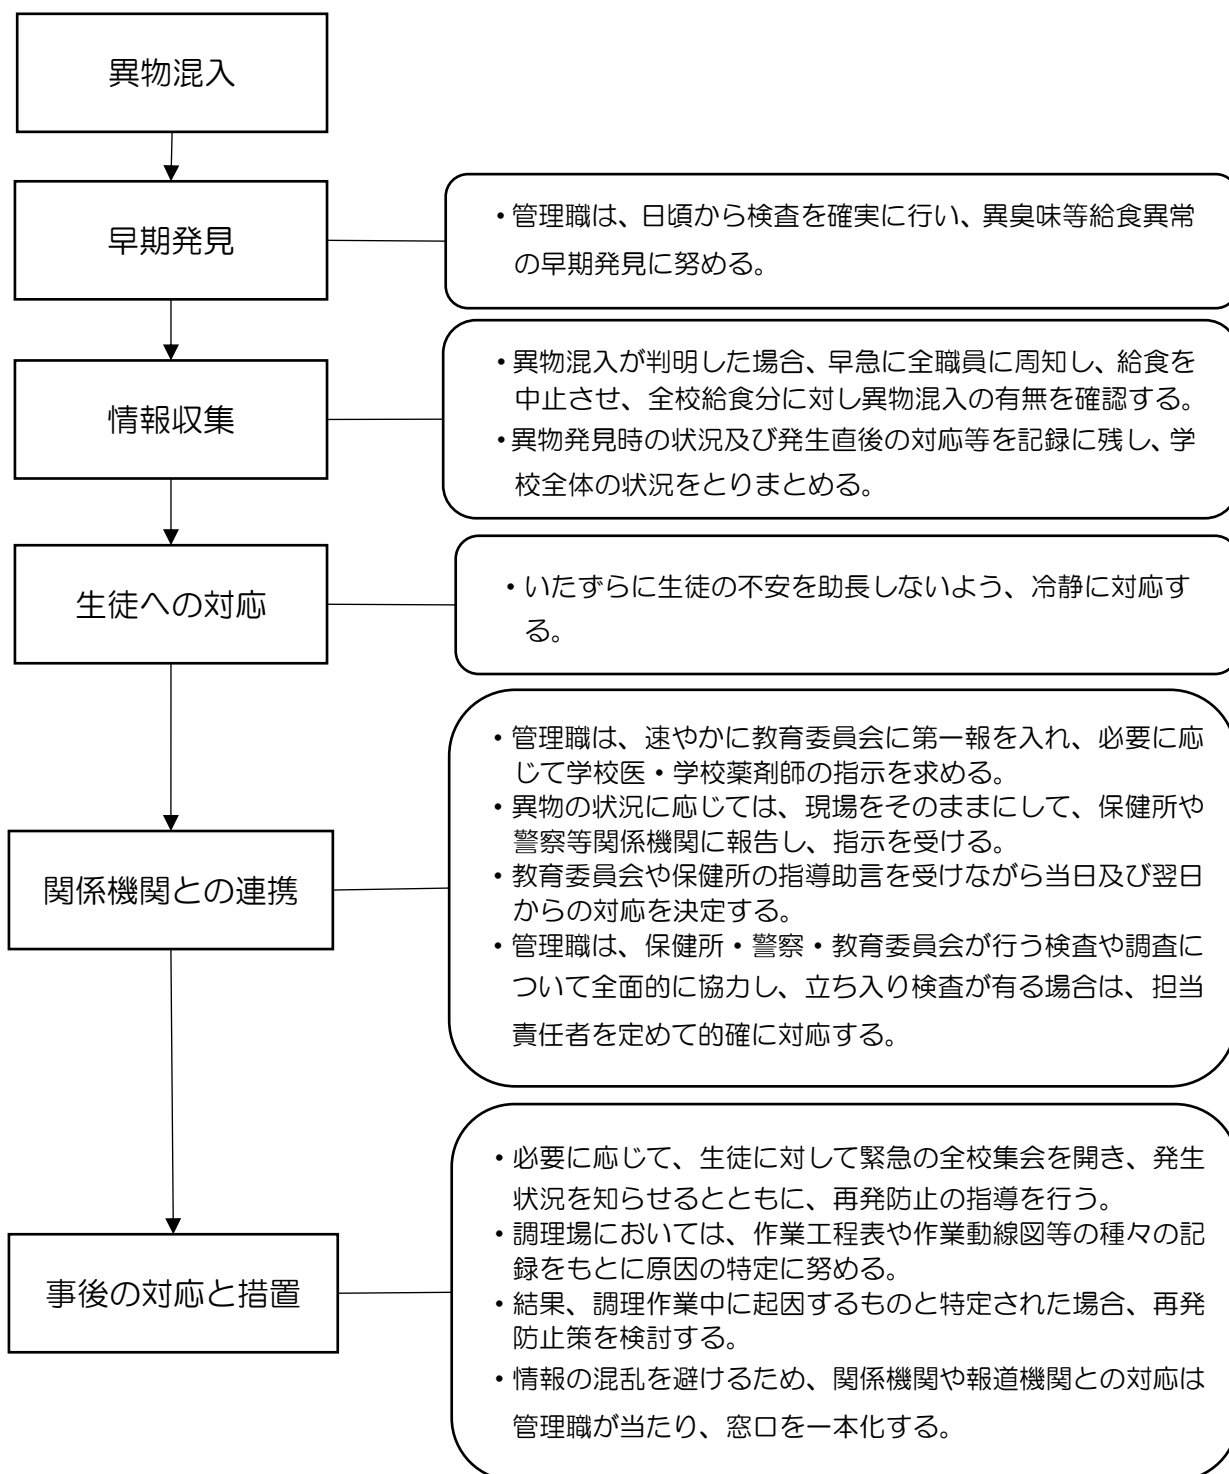 異物混入
早期発見
・管理職は、日頃から検査を確実に行い、異臭味等給食異常
の早期発見に努める。
情報収集
・異物混入が判明した場合、早急に全職員に周知し、給食を
中止させ、全校給食分に対し異物混入の有無を確認する。
・異物発見時の状況及び発生直後の対応等を記録に残し、学
校全体の状況をとりまとめる。
生徒への対応
・いたずらに生徒の不安を助長しないよう、冷静に対応す
る。
関係機関との連携
・管理職は、速やかに教育委員会に第一報を入れ、必要に応
じて学校医・学校薬剤師の指示を求める。
・異物の状況に応じては、現場をそのままにして、保健所や
警察等関係機関に報告し、指示を受ける。
・教育委員会や保健所の指導助言を受けながら当日及び翌日
からの対応を決定する。
・管理職は、保健所・警察・教育委員会が行う検査や調査に
ついて全面的に協力し、立ち入り検査が有る場合は、担当
責任者を定めて的確に対応する。
事後の対応と措置
・必要に応じて、生徒に対して緊急の全校集会を開き、発生
状況を知らせるとともに、再発防止の指導を行う。
・調理場においては、作業工程表や作業動線図等の種々の記
録をもとに原因の特定に努める。
・結果、調理作業中に起因するものと特定された場合、再発
防止策を検討する。
・情報の混乱を避けるため、関係機関や報道機関との対応は
管理職が当たり、窓口を一本化する。